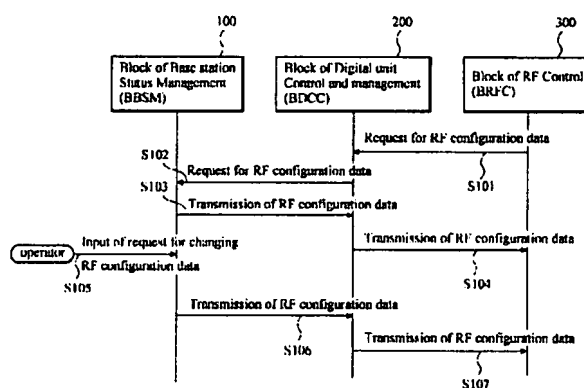 100
200
300
Block of Base station
Status Management
(BBSM)
Block of Digital unit
Control and management
(BDCC)
Block of RF Control
(BRFC)
Request for RF configuration data
S101
S102
Request for RF configuration data
S103
Transmission of RF configuration data
Transmission of RF configuration data
S104
operator
Input of request for changing
RF configuration data
S105
Transmission of RF configuration data
S106
Transmission of RF configuration data
S107